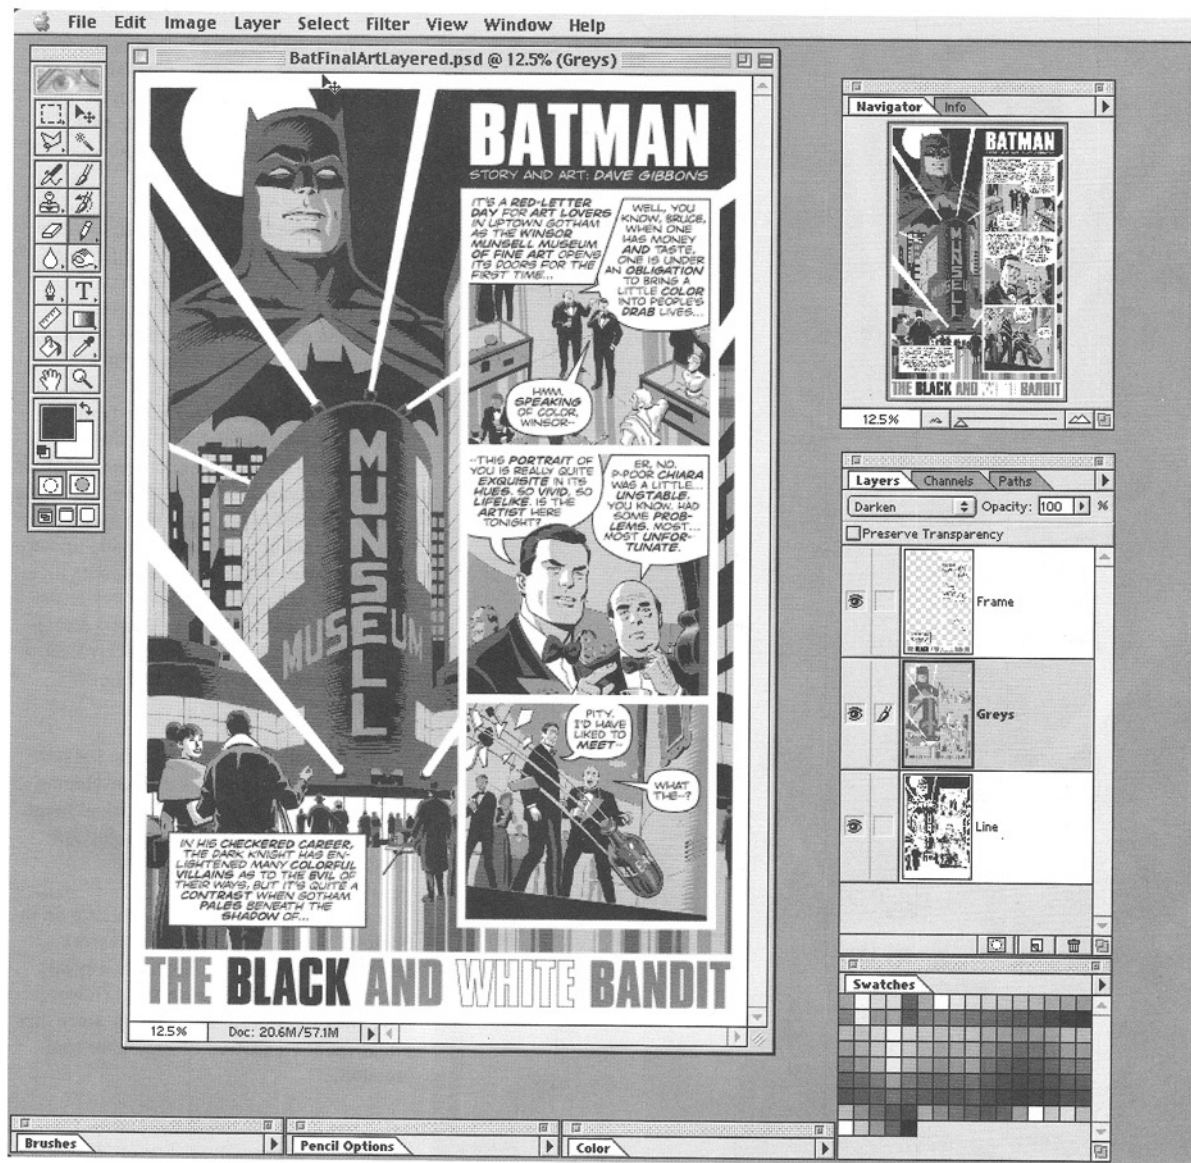 File Edit Image Layer Select Filter View Window Help
BatFinalArtLayered.psd @ 12.5% (Greys)
BATMAN
STORY AND ART: DAVE GIBBONS
IT'S A RED-LETTER
DAY FOR ART LOVERS
IN UPTOWN GOTHAM
AS THE WINSOR
MUNSELL MUSEUM
OF FINE ART OPENS
ITS DOORS FOR THE
FIRST TIME...
WELL, YOU
KNOW, BRUCE,
WHEN ONE
HAS MONEY
AND TASTE,
ONE IS UNDER
AN OBLIGATION
TO BRING A
LITTLE COLOR
INTO PEOPLE'S
DRAB LIVES...
HMM.
SPEAKING
OF COLOR,
WINSOR--
--THIS PORTRAIT OF
YOU IS REALLY QUITE
EXQUISITE IN ITS
HUES. SO VIVID, SO
LIFELIKE. IS THE
ARTIST HERE
TONIGHT?
ER, NO.
P-POOR CHIARA
WAS A LITTLE...
UNSTABLE,
YOU KNOW. HAD
SOME PROB-
LEMS. MOST...
MOST UNFOR-
TUNATE.
MUNSELL
MUSEUM
PITY.
I'D HAVE
LIKED TO
MEET--
WHAT
THE--?
IN HIS CHECKERED CAREER,
THE DARK KNIGHT HAS EN-
LIGHTENED MANY COLORFUL
VILLAINS AS TO THE EVIL OF
THEIR WAYS, BUT IT'S QUITE A
CONTRAST WHEN GOTHAM
PALES BENEATH THE
SHADOW OF...
THE BLACK AND WHITE BANDIT
12.5% Doc: 20.6M/57.1M
Navigator Info
BATMAN
MUNSELL
MUSEUM
THE BLACK AND WHITE BANDIT
12.5%
Layers Channels Paths
Darken Opacity: 100 %
Preserve Transparency
Frame
Greys
Line
Swatches
Brushes Pencil Options Color